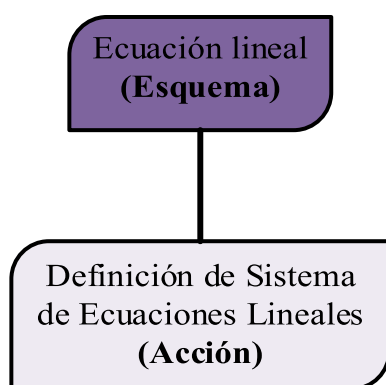 Ecuación lineal
(Esquema)
Definición de Sistema
de Ecuaciones Lineales
(Acción)